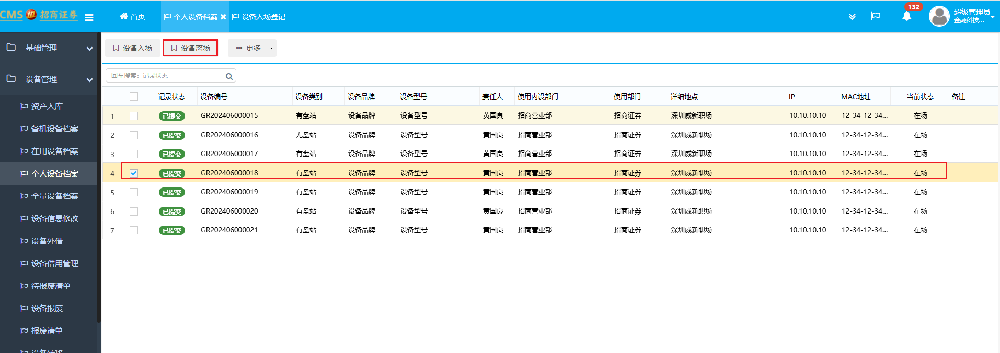 CMS 招商证券
首页
个人设备档案
设备入场登记
132
超级管理员
金融科技...
基础管理
设备管理
资产入库
备机设备档案
在用设备档案
个人设备档案
全量设备档案
设备信息修改
设备外借
设备借用管理
待报废清单
设备报废
报废清单
设备转移
设备入场 设备离场 更多
回车搜索：记录状态
记录状态 设备编号 设备类别 设备品牌 设备型号 责任人 使用内设部门 使用部门 详细地点 IP MAC地址 当前状态 备注
1 已提交 GR202406000015 有盘站 设备品牌 设备型号 黄国良 招商营业部 招商证券 深圳威新职场 10.10.10.10 12-34-12-34... 在场
2 已提交 GR202406000016 无盘站 设备品牌 设备型号 黄国良 招商营业部 招商证券 深圳威新职场 10.10.10.10 12-34-12-34... 在场
3 已提交 GR202406000017 有盘站 设备品牌 设备型号 黄国良 招商营业部 招商证券 深圳威新职场 10.10.10.10 12-34-12-34... 在场
4 已提交 GR202406000018 有盘站 设备品牌 设备型号 黄国良 招商营业部 招商证券 深圳威新职场 10.10.10.10 12-34-12-34... 在场
5 已提交 GR202406000019 有盘站 设备品牌 设备型号 黄国良 招商营业部 招商证券 深圳威新职场 10.10.10.10 12-34-12-34... 在场
6 已提交 GR202406000020 有盘站 设备品牌 设备型号 黄国良 招商营业部 招商证券 深圳威新职场 10.10.10.10 12-34-12-34... 在场
7 已提交 GR202406000021 有盘站 设备品牌 设备型号 黄国良 招商营业部 招商证券 深圳威新职场 10.10.10.10 12-34-12-34... 在场